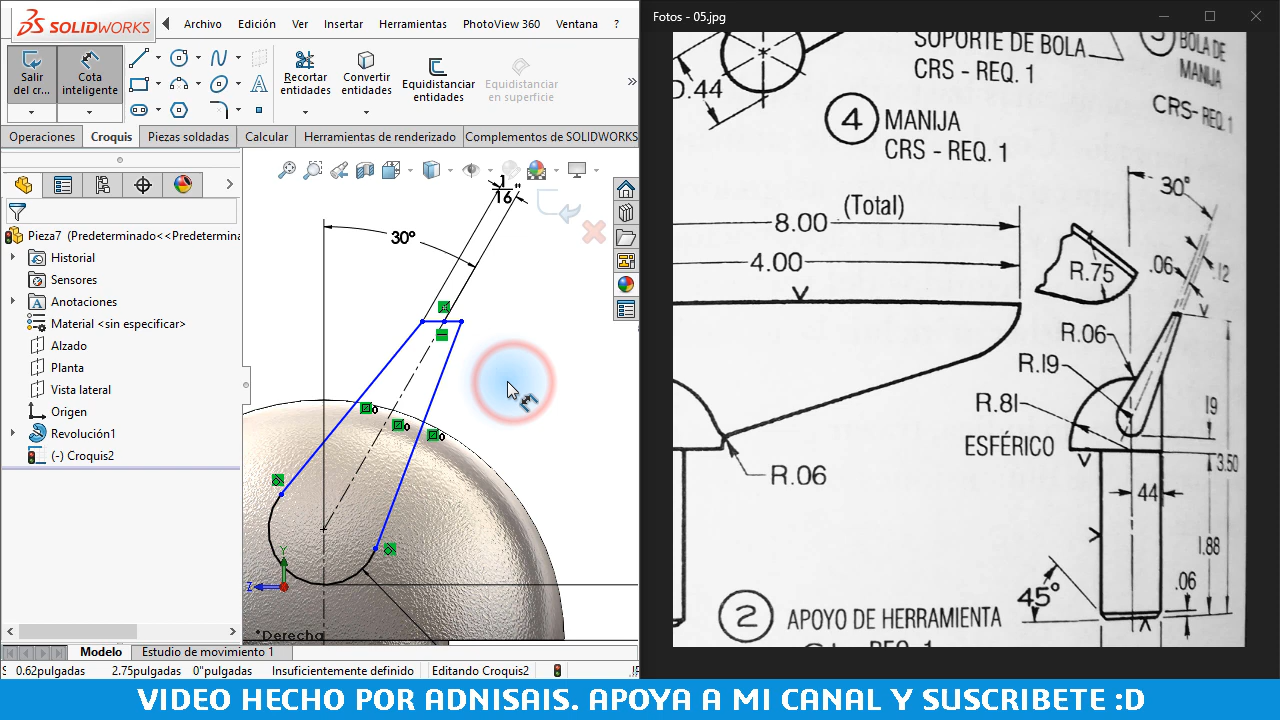 SOLIDWORKS
Archivo Edición Ver Insertar Herramientas PhotoView 360 Ventana ?
Salir del cr...
Cota inteligente
Recortar entidades
Convertir entidades
Equidistanciar entidades
Equidistanciar en superficie
»
Operaciones Croquis Piezas soldadas Calcular Herramientas de renderizado Complementos de SOLIDWORKS
Pieza7 (Predeterminado<<Predetermina
Historial
Sensores
Anotaciones
Material <sin especificar>
Alzado
Planta
Vista lateral
Origen
Revolución1
(-) Croquis2
1/16"
30°
Y
Z
*Derecha
Modelo Estudio de movimiento 1
0.62pulgadas 2.75pulgadas 0"pulgadas Insuficientemente definido Editando Croquis2
Fotos - 05.jpg
SOPORTE DE BOLA
CRS - REQ. 1
3
BOLA DE
MANIJA
CRS- REQ. 1
D.44
4 MANIJA
CRS - REQ. 1
30°
8.00 (Total)
4.00
R.75
.06
.12
R.06
R.19
R.81
ESFÉRICO
19
3.50
R.06
44
1.88
.06
45°
2 APOYO DE HERRAMIENTA
VIDEO HECHO POR ADNISAIS. APOYA A MI CANAL Y SUSCRIBETE :D